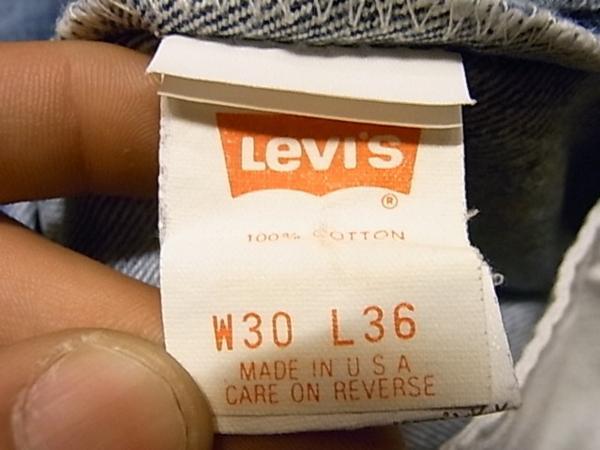 Levi's
®
100% COTTON
W30 L36
MADE IN U S A
CARE ON REVERSE